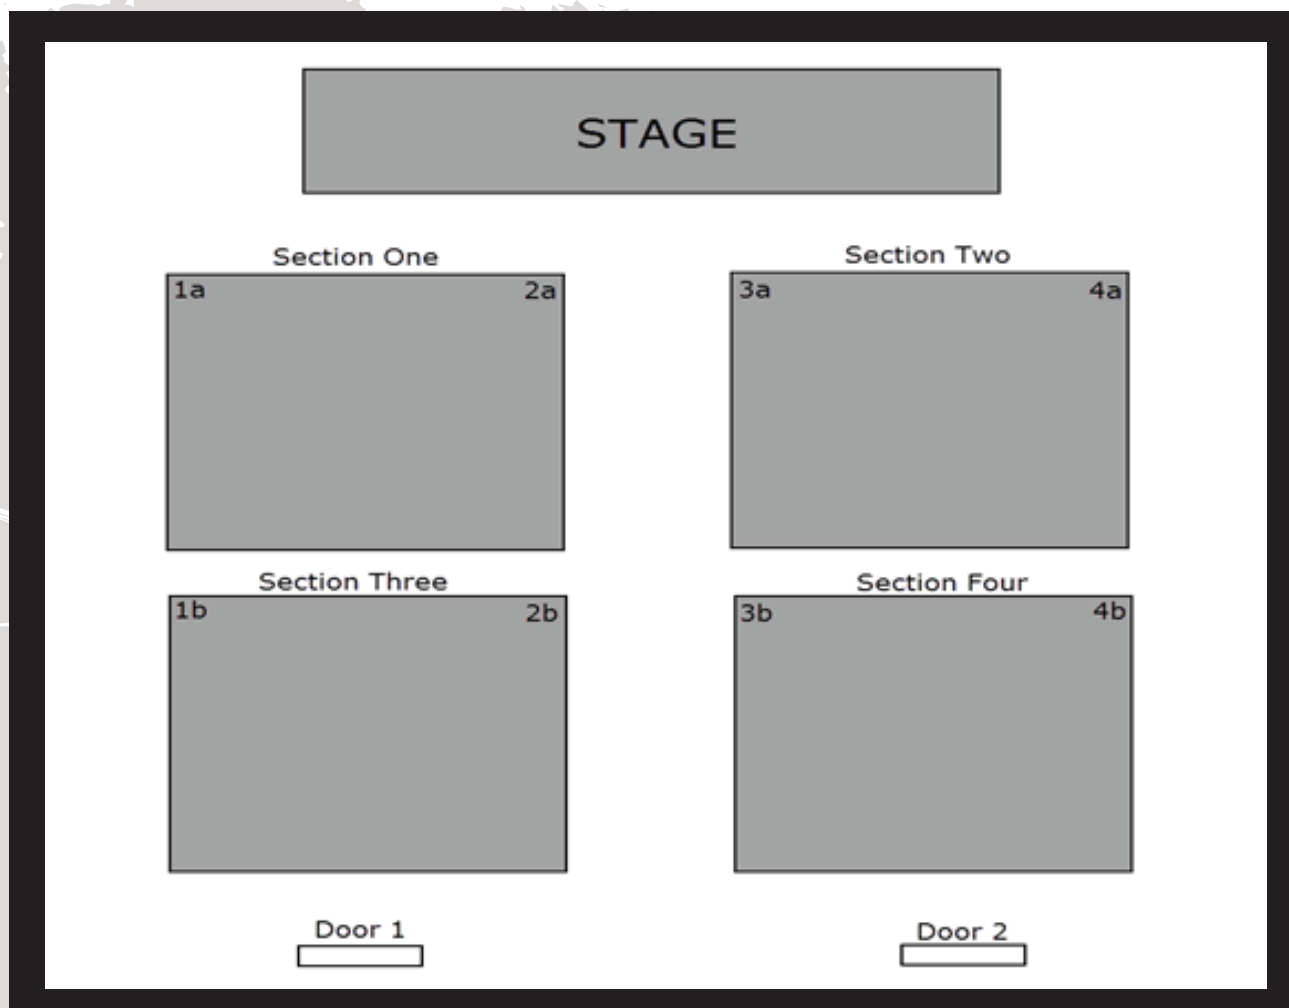 STAGE
Section One
Section Two
1a 2a
3a 4a
Section Three
Section Four
1b 2b
3b 4b
Door 1
Door 2